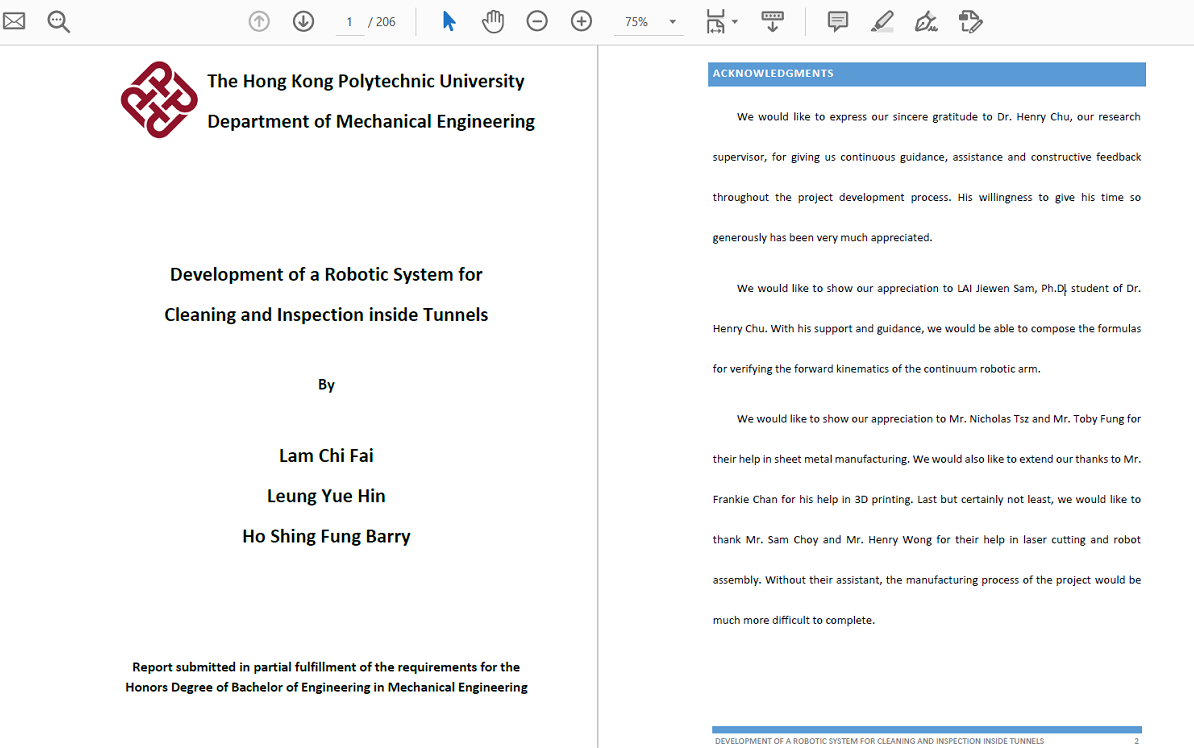 1 / 206
75%
The Hong Kong Polytechnic University
Department of Mechanical Engineering
Development of a Robotic System for
Cleaning and Inspection inside Tunnels
By
Lam Chi Fai
Leung Yue Hin
Ho Shing Fung Barry
Report submitted in partial fulfillment of the requirements for the
Honors Degree of Bachelor of Engineering in Mechanical Engineering
ACKNOWLEDGMENTS
We would like to express our sincere gratitude to Dr. Henry Chu, our research
supervisor, for giving us continuous guidance, assistance and constructive feedback
throughout the project development process. His willingness to give his time so
generously has been very much appreciated.
We would like to show our appreciation to LAI Jiewen Sam, Ph.D. student of Dr.
Henry Chu. With his support and guidance, we would be able to compose the formulas
for verifying the forward kinematics of the continuum robotic arm.
We would like to show our appreciation to Mr. Nicholas Tsz and Mr. Toby Fung for
their help in sheet metal manufacturing. We would also like to extend our thanks to Mr.
Frankie Chan for his help in 3D printing. Last but certainly not least, we would like to
thank Mr. Sam Choy and Mr. Henry Wong for their help in laser cutting and robot
assembly. Without their assistant, the manufacturing process of the project would be
much more difficult to complete.
DEVELOPMENT OF A ROBOTIC SYSTEM FOR CLEANING AND INSPECTION INSIDE TUNNELS 2